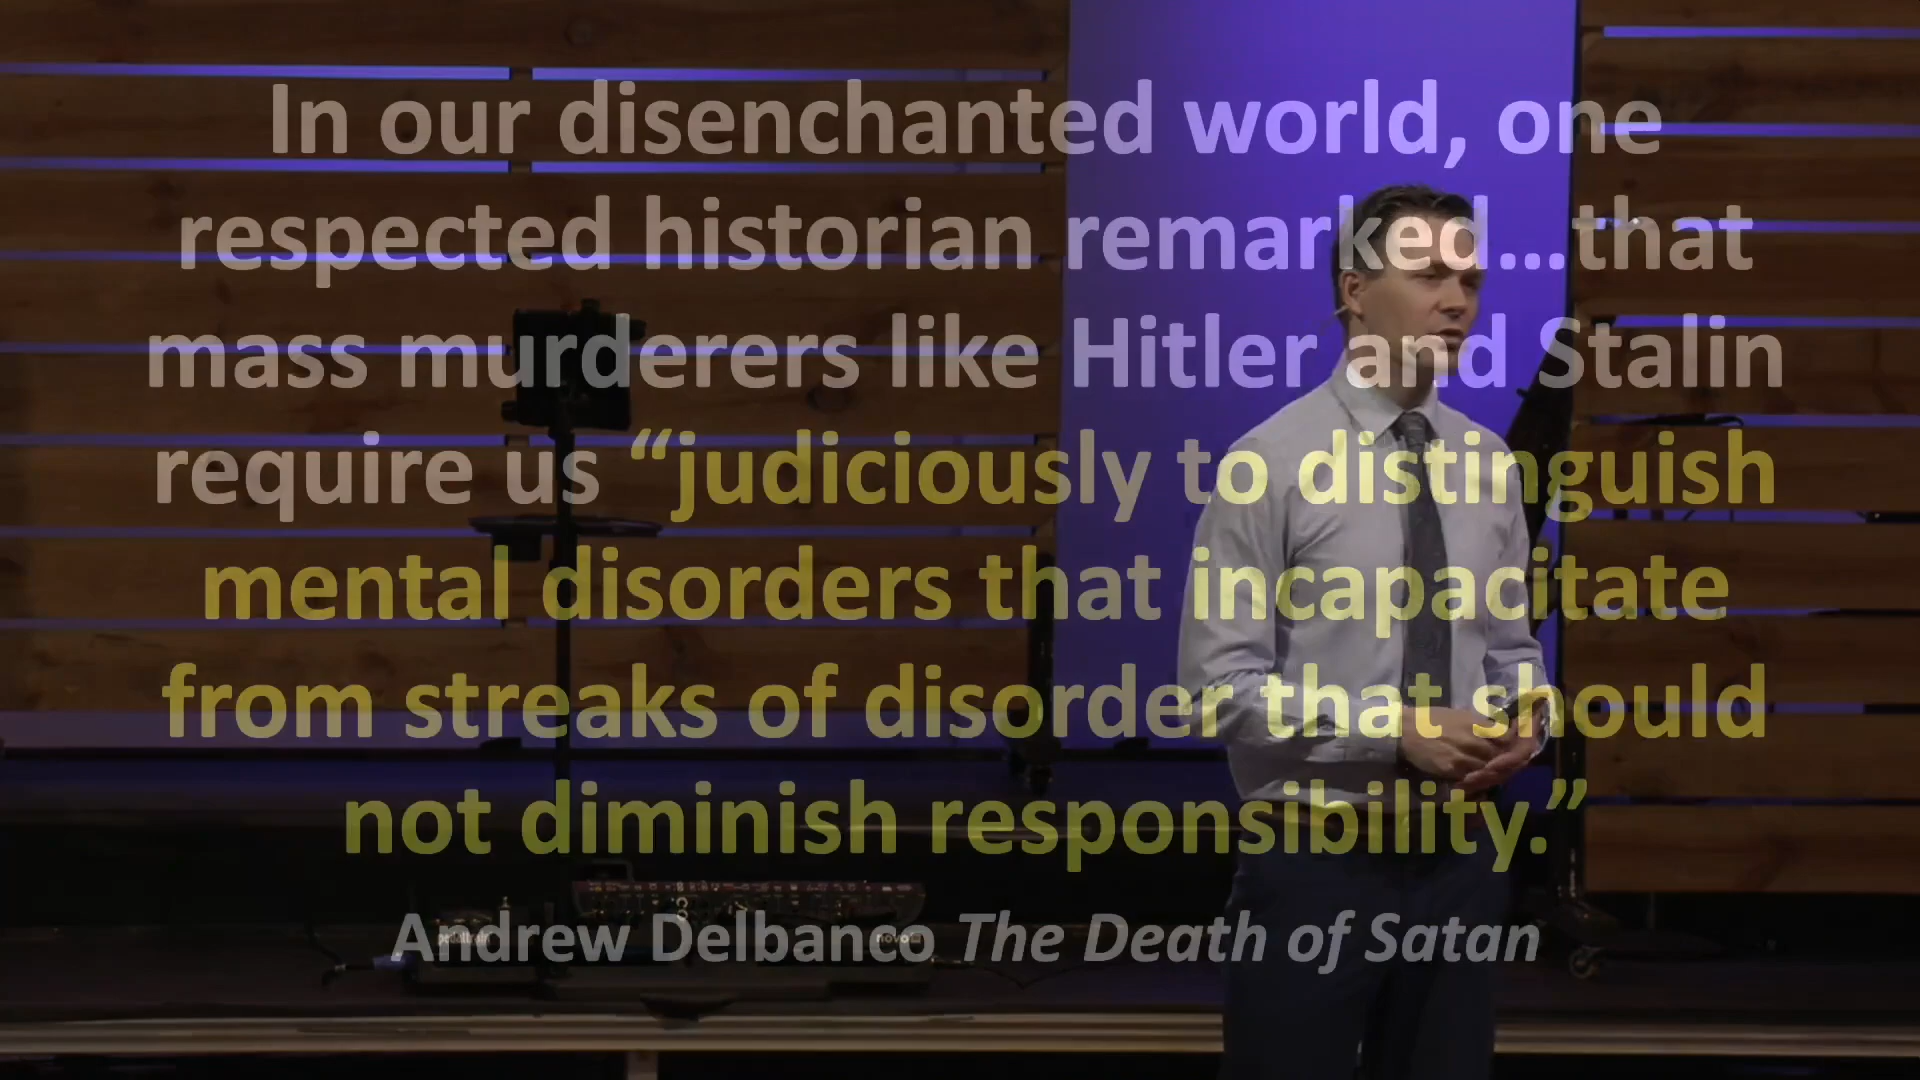 In our disenchanted world, one
respected historian remarked...that
mass murderers like Hitler and Stalin
require us “judiciously to distinguish
mental disorders that incapacitate
from streaks of disorder that should
not diminish responsibility.”
Andrew Delbanco The Death of Satan
pedaltrain
novo